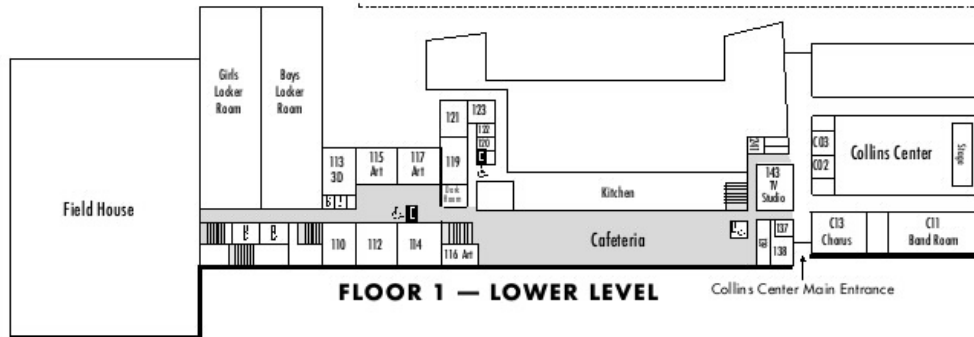 Girls
Locker
Room
Boys
Locker
Room
Field House
113
3D
115
Art
117
Art
121
119
Dark
Room
123
122
120
110
112
114
116 Art
Kitchen
Cafeteria
143
TV
Studio
137
138
C03
C02
Collins Center
Stage
C13
Chorus
C11
Band Room
FLOOR 1 — LOWER LEVEL
Collins Center Main Entrance